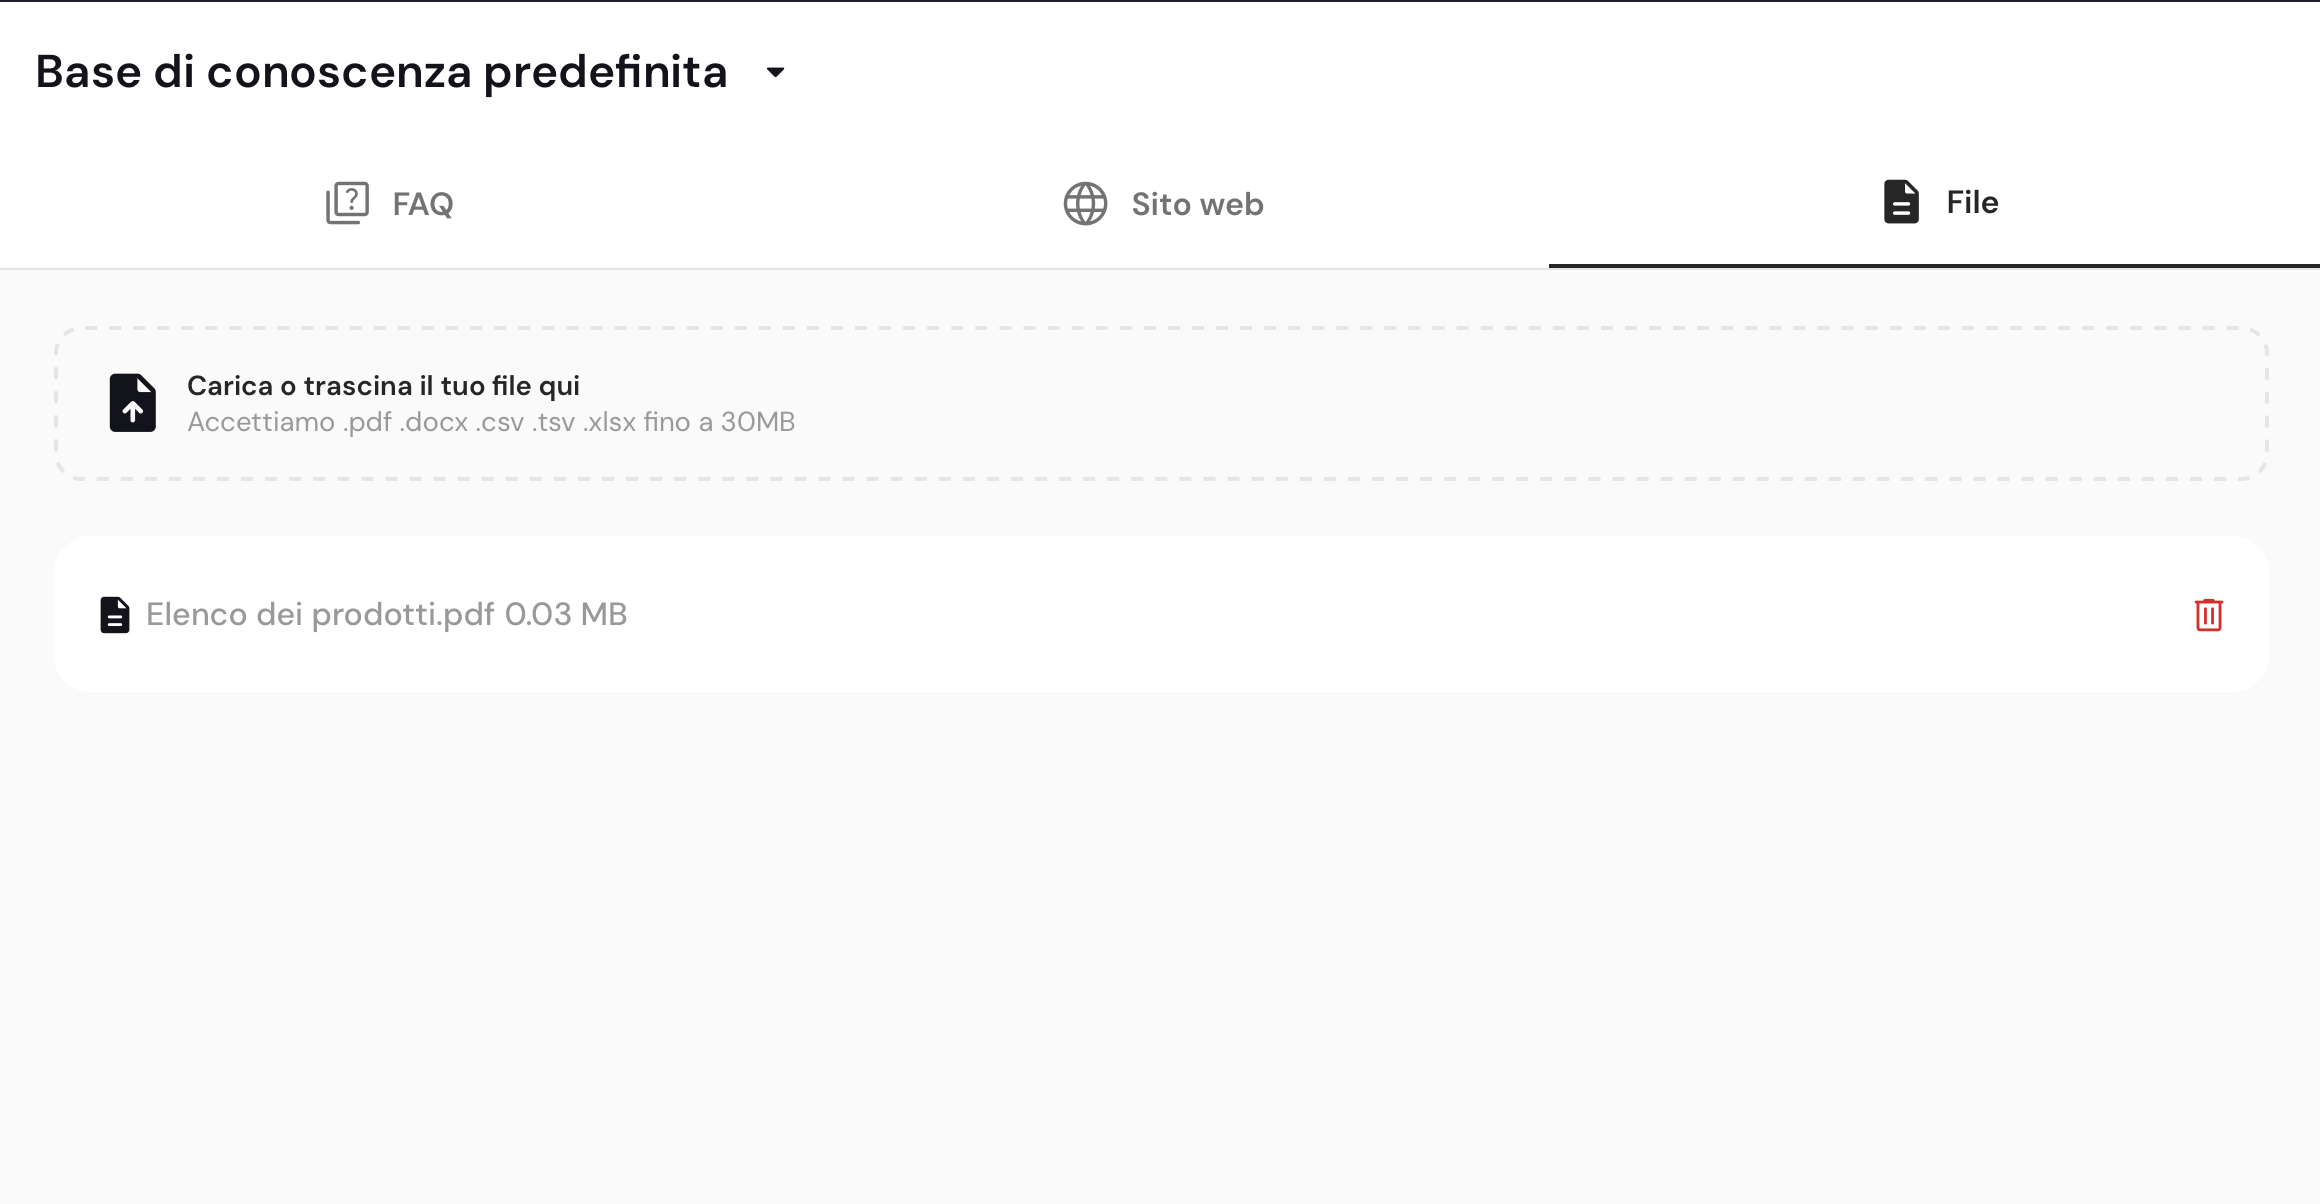 Base di conoscenza predefinita
FAQ
Sito web
File
Carica o trascina il tuo file qui
Accettiamo .pdf .docx .csv .tsv .xlsx fino a 30MB
Elenco dei prodotti.pdf 0.03 MB